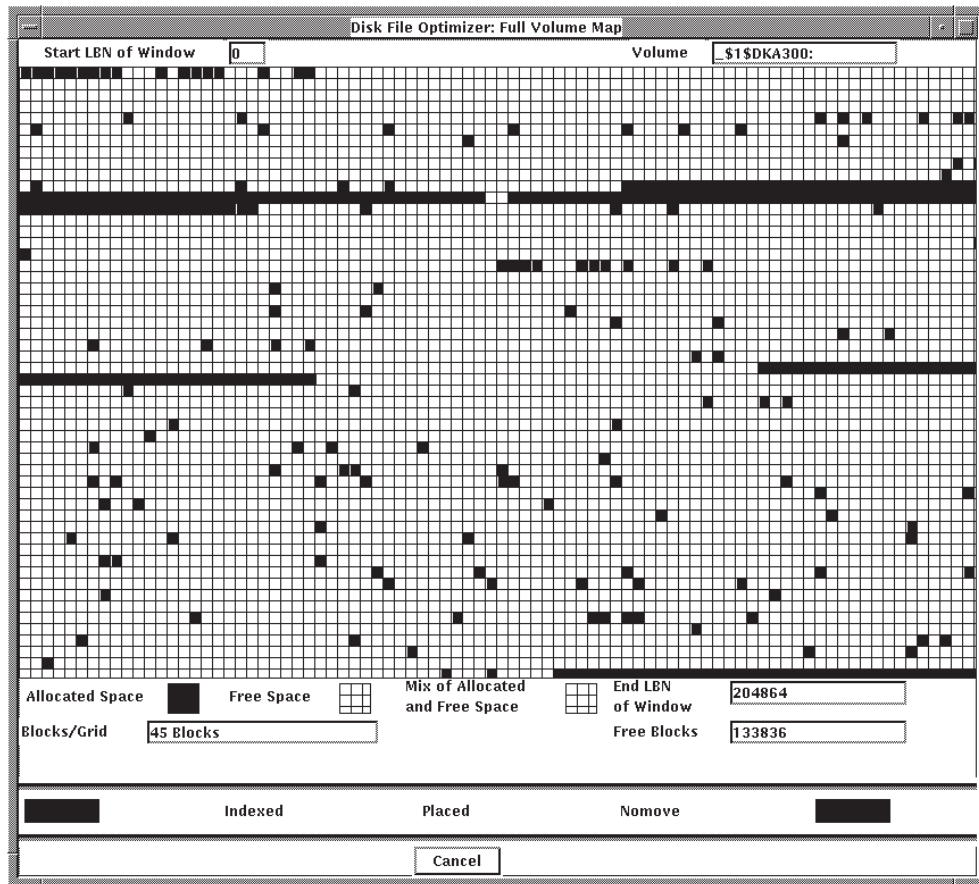 Disk File Optimizer: Full Volume Map
Start LBN of Window 0 Volume _$1$DKA300:
Allocated Space Free Space Mix of Allocated and Free Space End LBN of Window 204864
Blocks/Grid 45 Blocks Free Blocks 133836
Indexed Placed Nomove
Cancel